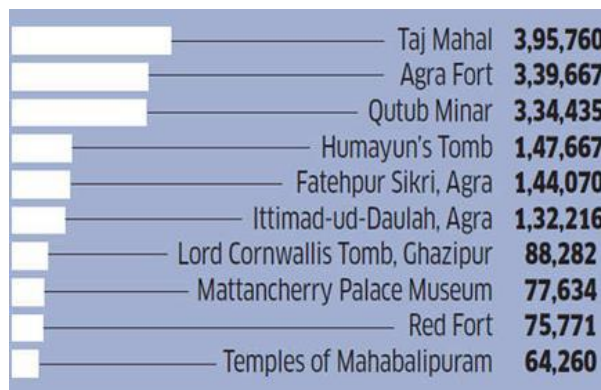 Taj Mahal 3,95,760
Agra Fort 3,39,667
Qutub Minar 3,34,435
Humayun's Tomb 1,47,667
Fatehpur Sikri, Agra 1,44,070
Ittimad-ud-Daulah, Agra 1,32,216
Lord Cornwallis Tomb, Ghazipur 88,282
Mattancherry Palace Museum 77,634
Red Fort 75,771
Temples of Mahabalipuram 64,260